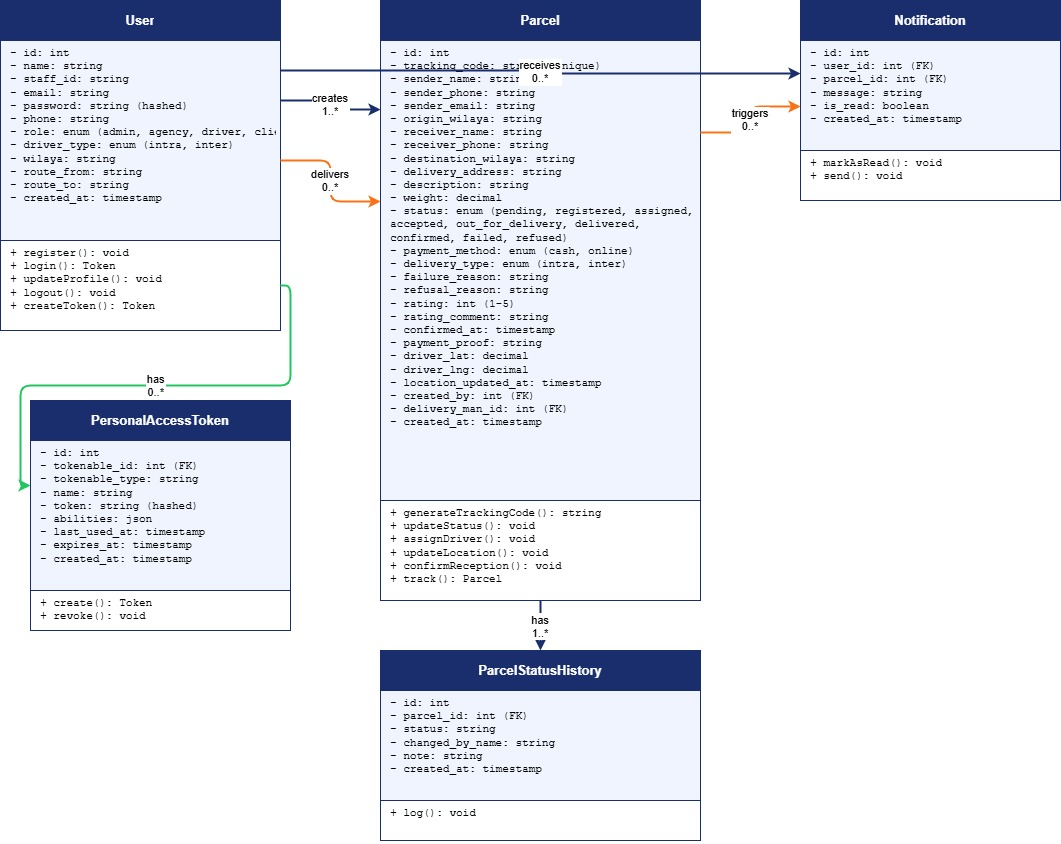 User
- id: int
- name: string
- staff_id: string
- email: string
- password: string (hashed)
- phone: string
- role: enum (admin, agency, driver, clie
- driver_type: enum (intra, inter)
- wilaya: string
- route_from: string
- route_to: string
- created_at: timestamp
+ register(): void
+ login(): Token
+ updateProfile(): void
+ logout(): void
+ createToken(): Token
receives
0..*
creates
1..*
delivers
0..*
Parcel
- id: int
- tracking_code: nique)
- sender_name:
- sender_phone: string
- sender_email: string
- origin_wilaya: string
- receiver_name: string
- receiver_phone: string
- destination_wilaya: string
- delivery_address: string
- description: string
- weight: decimal
- status: enum (pending, registered, assigned,
accepted, out_for_delivery, delivered,
confirmed, failed, refused)
- payment_method: enum (cash, online)
- delivery_type: enum (intra, inter)
- failure_reason: string
- refusal_reason: string
- rating: int (1-5)
- rating_comment: string
- confirmed_at: timestamp
- payment_proof: string
- driver_lat: decimal
- driver_lng: decimal
- location_updated_at: timestamp
- created_by: int (FK)
- delivery_man_id: int (FK)
- created_at: timestamp
+ generateTrackingCode(): string
+ updateStatus(): void
+ assignDriver(): void
+ updateLocation(): void
+ confirmReception(): void
+ track(): Parcel
triggers
0..*
Notification
- id: int
- user_id: int (FK)
- parcel_id: int (FK)
- message: string
- is_read: boolean
- created_at: timestamp
+ markAsRead(): void
+ send(): void
has
0..*
PersonalAccessToken
- id: int
- tokenable_id: int (FK)
- tokenable_type: string
- name: string
- token: string (hashed)
- abilities: json
- last_used_at: timestamp
- expires_at: timestamp
- created_at: timestamp
+ create(): Token
+ revoke(): void
has
1..*
ParcelStatusHistory
- id: int
- parcel_id: int (FK)
- status: string
- changed_by_name: string
- note: string
- created_at: timestamp
+ log(): void